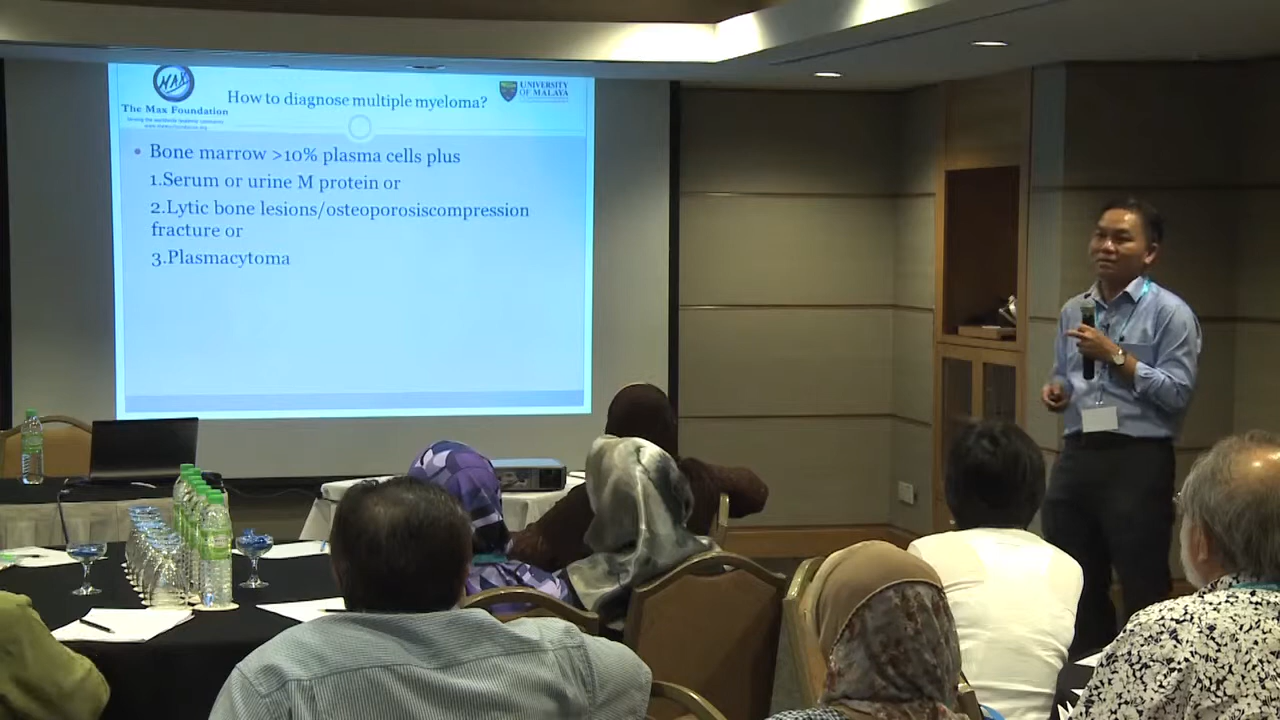 MAX
The Max Foundation
How to diagnose multiple myeloma?
UNIVERSITY
OF MALAYA
• Bone marrow >10% plasma cells plus
1.Serum or urine M protein or
2.Lytic bone lesions/osteoporosiscompression
fracture or
3.Plasmacytoma